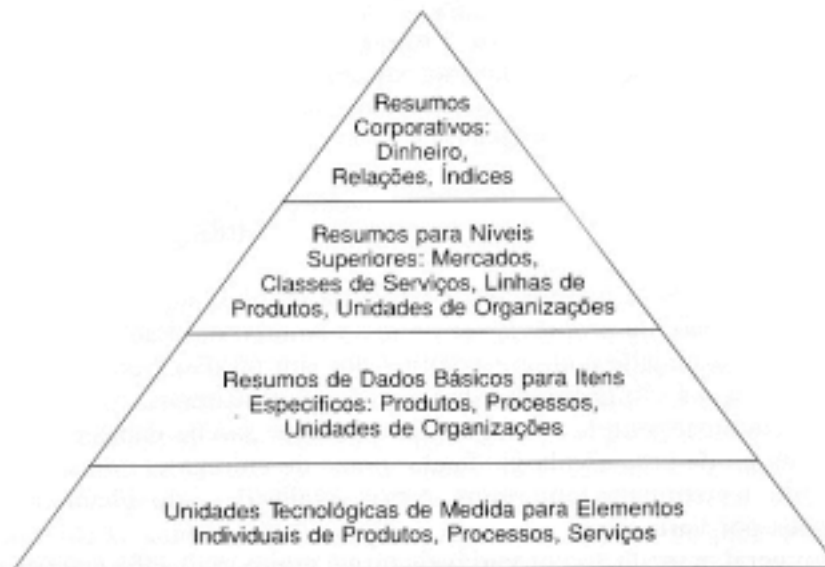 Resumos
Corporativos:
Dinheiro,
Relações, Índices
Resumos para Níveis
Superiores: Mercados,
Classes de Serviços, Linhas de
Produtos, Unidades de Organizações
Resumos de Dados Básicos para Itens
Específicos: Produtos, Processos,
Unidades de Organizações
Unidades Tecnológicas de Medida para Elementos
Individuais de Produtos, Processos, Serviços